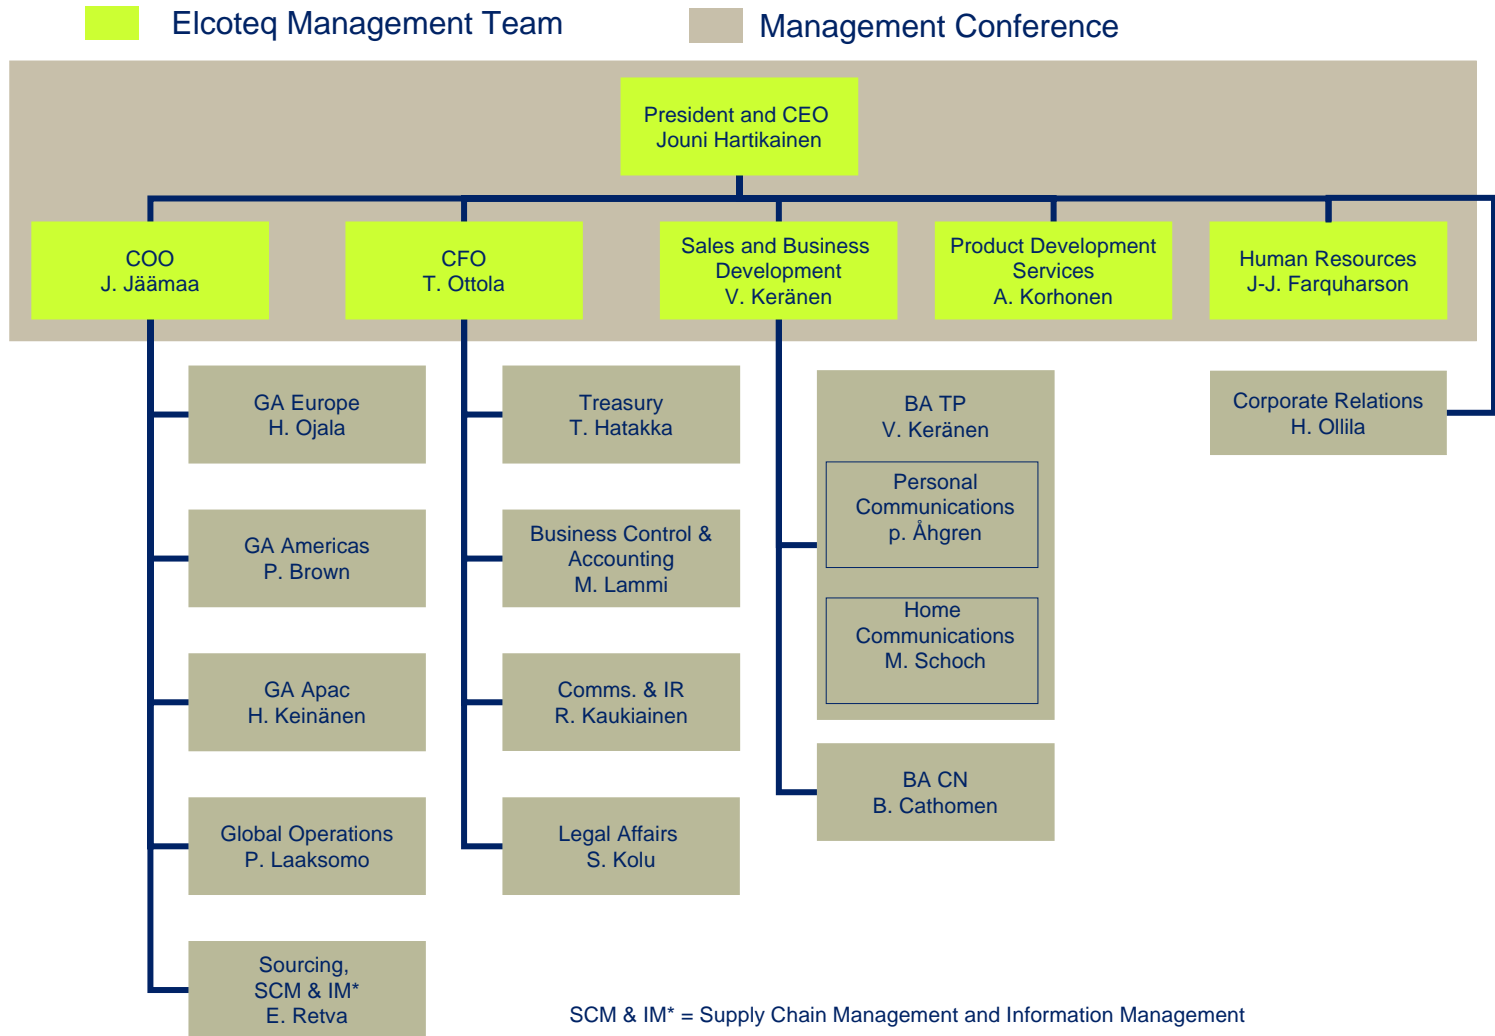 Elcoteq Management Team
Management Conference
President and CEO
Jouni Hartikainen
COO
J. Jäämaa
CFO
T. Ottola
Sales and Business
Development
V. Keränen
Product Development
Services
A. Korhonen
Human Resources
J-J. Farquharson
GA Europe
H. Ojala
GA Americas
P. Brown
GA Apac
H. Keinänen
Global Operations
P. Laaksomo
Sourcing,
SCM & IM*
E. Retva
Treasury
T. Hatakka
Business Control &
Accounting
M. Lammi
Comms. & IR
R. Kaukiainen
Legal Affairs
S. Kolu
BA TP
V. Keränen
Personal
Communications
p. Åhgren
Home
Communications
M. Schoch
BA CN
B. Cathomen
Corporate Relations
H. Ollila
SCM & IM* = Supply Chain Management and Information Management